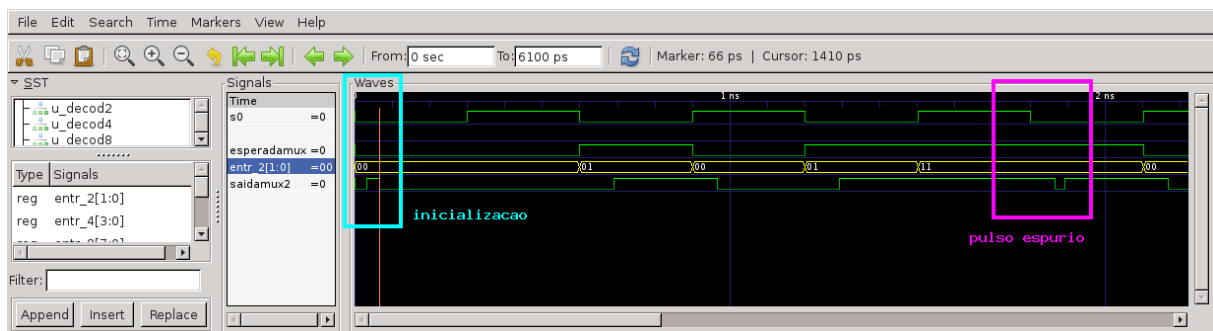 File Edit Search Time Markers View Help
From: 0 sec To: 6100 ps Marker: 66 ps | Cursor: 1410 ps
SST
u_decod2
u_decod4
u_decod8
Type Signals
reg entr_2[1:0]
reg entr_4[3:0]
Filter:
Append Insert Replace
Signals
Time
s0 =0
esperadamux =0
entr_2[1:0] =00
saidamux2 =0
Waves
1 ns 2 ns
00 01 00 01 11 00
inicializacao
pulso espurio